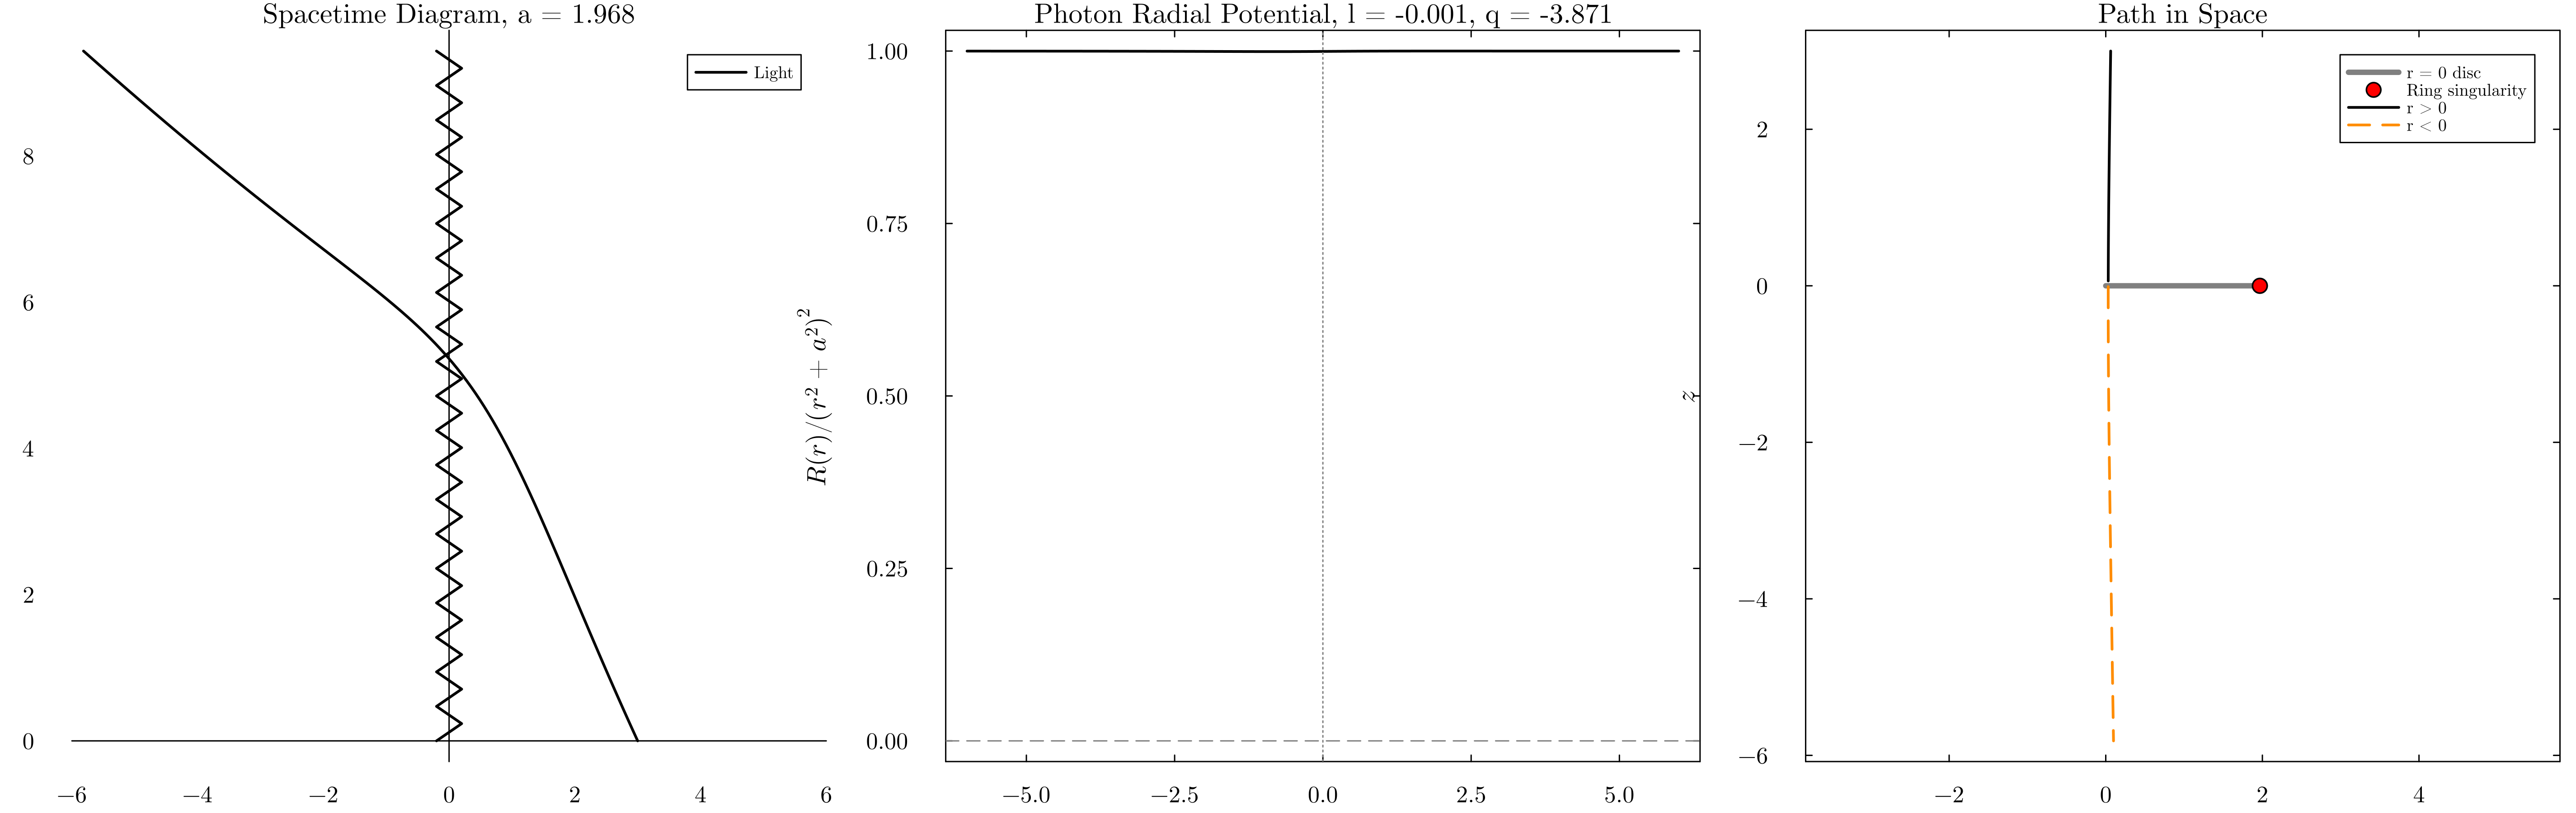 Spacetime Diagram, a = 1.968
Light
8
6
4
2
0
−6 −4 −2 0 2 4 6
Photon Radial Potential, l = -0.001, q = -3.871
R(r)/(r² + a²)²
1.00
0.75
0.50
0.25
0.00
−5.0 −2.5 0.0 2.5 5.0
Path in Space
r = 0 disc
Ring singularity
r > 0
r < 0
z
2
0
−2
−4
−6
−2 0 2 4